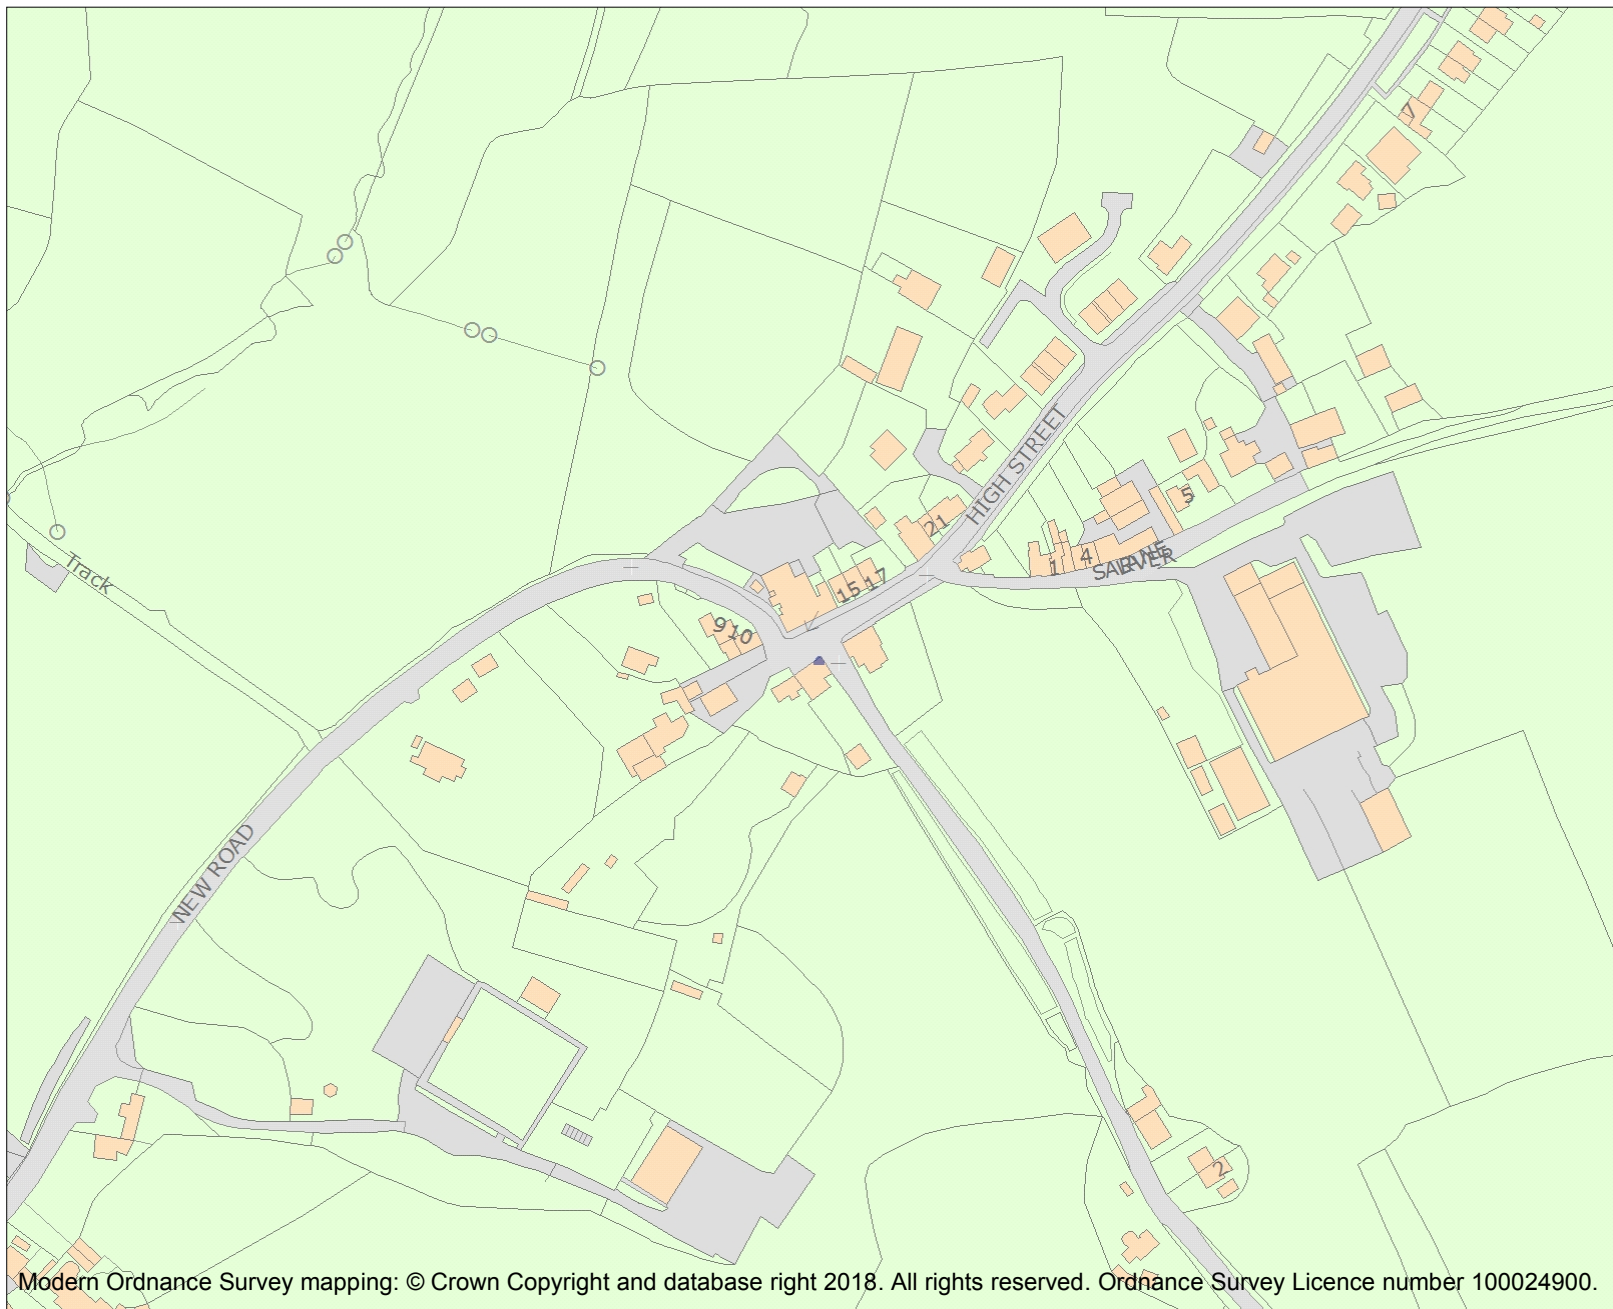 7
HIGH STREET
5
21
1
4
Track
15
17
9
10
NEW ROAD
2
Modern Ordnance Survey mapping: © Crown Copyright and database right 2018. All rights reserved. Ordnance Survey Licence number 100024900.